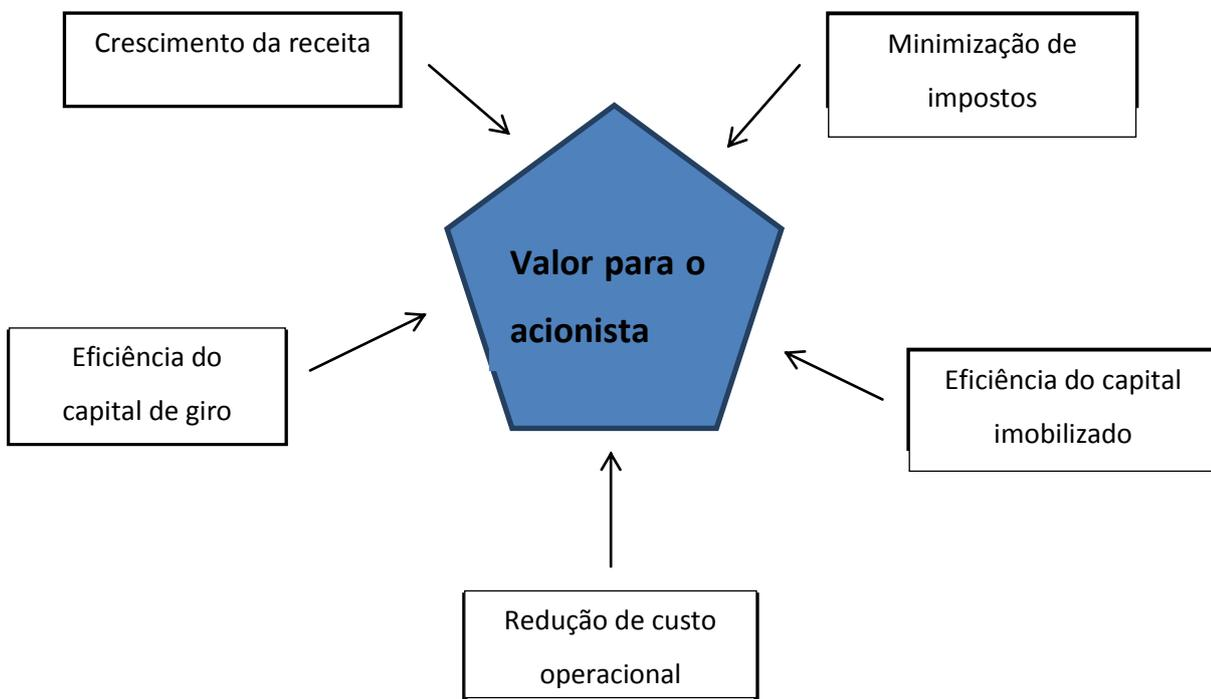 Crescimento da receita
Minimização de
impostos
Valor para o
acionista
Eficiência do
capital de giro
Eficiência do capital
imobilizado
Redução de custo
operacional